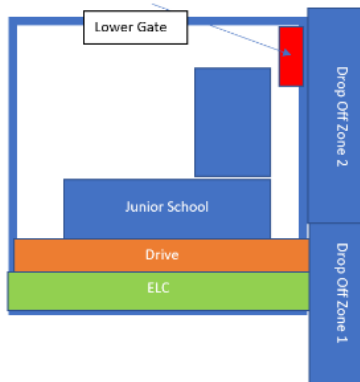 Lower Gate
Drop Off Zone 2
Junior School
Drive
Drop Off Zone 1
ELC